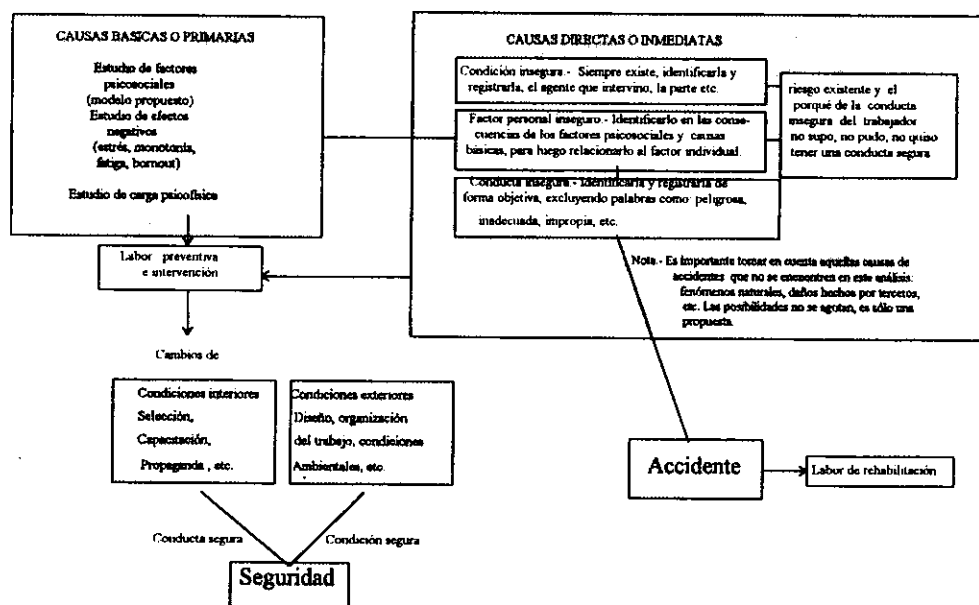 CAUSAS BASICAS O PRIMARIAS
Estudio de factores
psicosociales
(modelo propuesto)
Estudio de efectos
negativos
(estrés, monotonía,
fatiga, bornout)
Estudio de carga psicofísica
Labor preventiva
e intervención
Cambios de
Condiciones interiores
Selección,
Capacitación,
Propaganda , etc.
Condiciones exteriores
Diseño, organización
del trabajo, condiciones
Ambientales, etc.
Conducta segura
Condición segura
Seguridad
CAUSAS DIRECTAS O INMEDIATAS
Condición insegura.- Siempre existe, identificarla y
registrarla, el agente que intervino, la parte etc.
Factor personal inseguro.- Identificarlo en las conse-
cuencias de los factores psicosociales y causas
básicas, para luego relacionarlo al factor individual.
Conducta insegura.- Identificarla y registrarla de
forma objetiva, excluyendo palabras como peligrosa,
inadecuada, impropia, etc.
riesgo existente y el
porqué de la conducta
insegura del trabajador
no supo, no pudo, no quiso
tener una conducta segura
Nota.- Es importante tomar en cuenta aquellas causas de
accidentes que no se encuentren en este análisis:
fenómenos naturales, daños hechos por terceros,
etc. Las posibilidades no se agotan, es sólo una
propuesta.
Accidente
Labor de rehabilitación